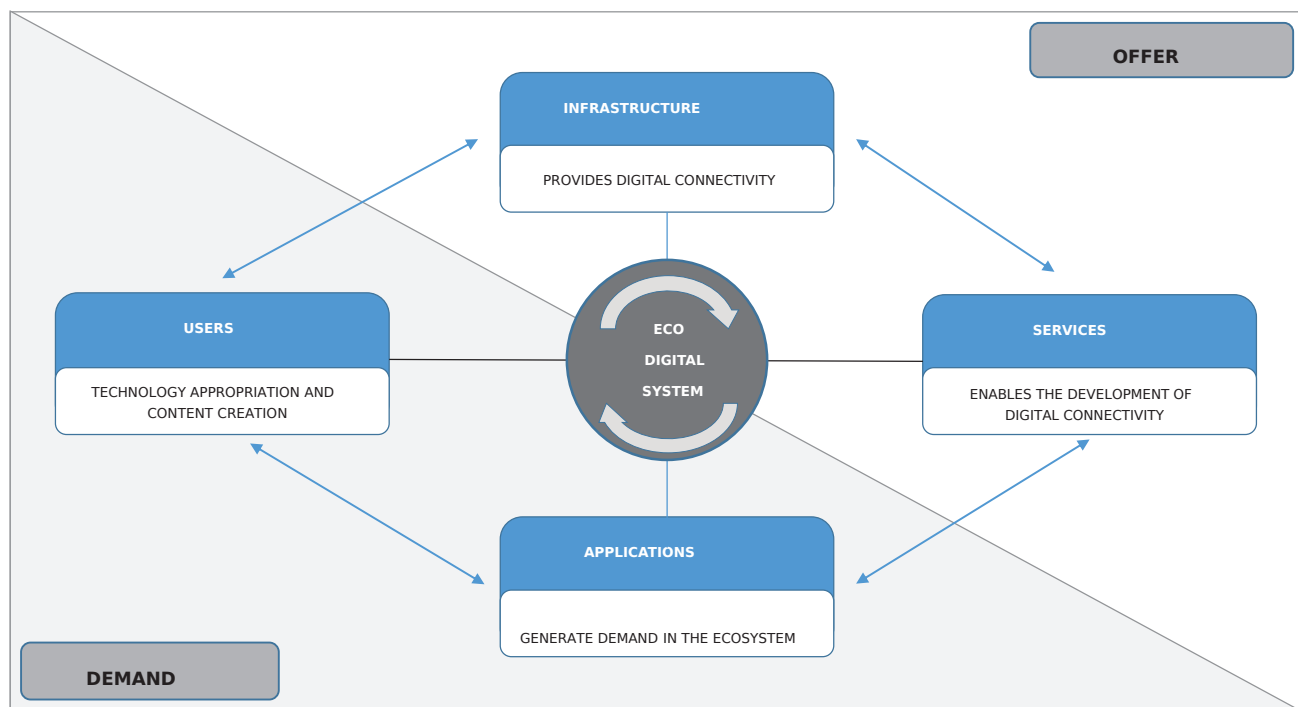 OFFER
INFRASTRUCTURE
PROVIDES DIGITAL CONNECTIVITY
USERS
TECHNOLOGY APPROPRIATION AND
CONTENT CREATION
ECO
DIGITAL
SYSTEM
SERVICES
ENABLES THE DEVELOPMENT OF
DIGITAL CONNECTIVITY
APPLICATIONS
GENERATE DEMAND IN THE ECOSYSTEM
DEMAND